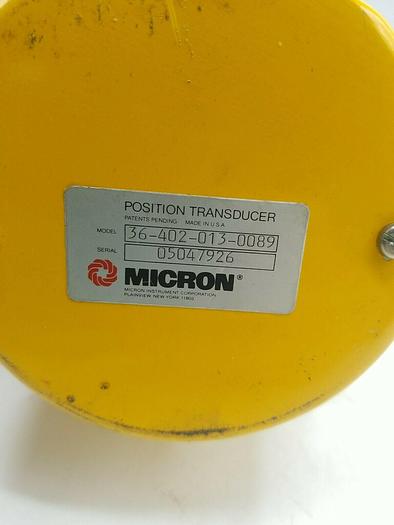 POSITION TRANSDUCER
PATENTS PENDING MADE IN U.S.A
MODEL 36-402-013-0089
SERIAL 05047926
MICRON®
MICRON INSTRUMENT CORPORATION
PLAINVIEW NEW YORK 11803